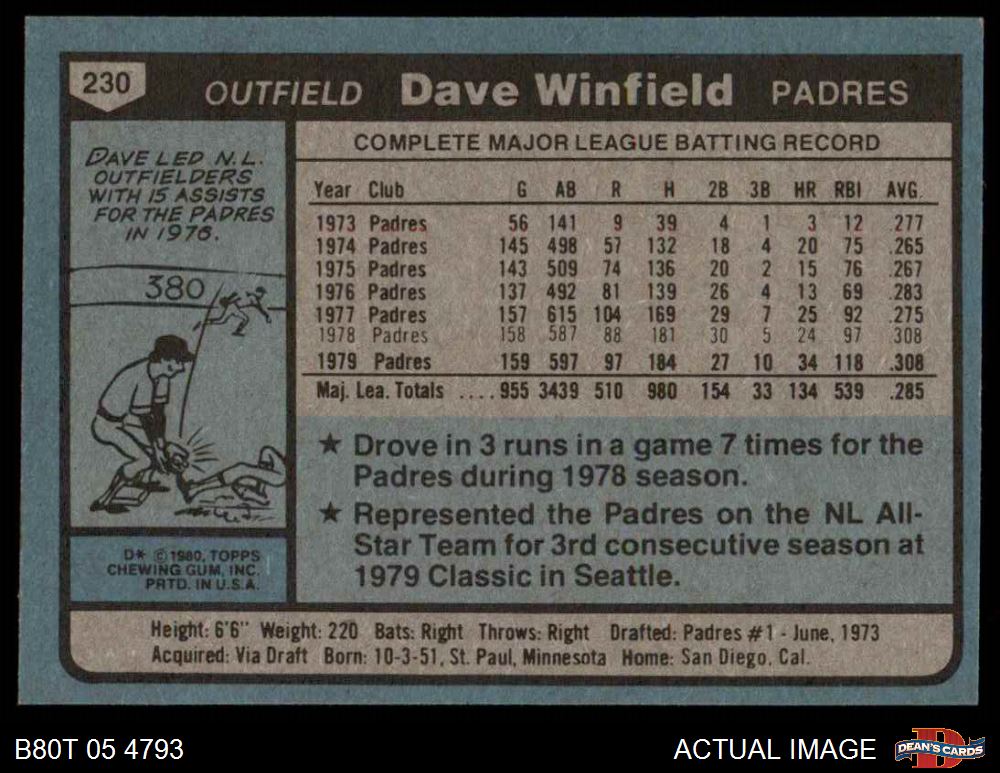 230 OUTFIELD Dave Winfield PADRES
DAVE LED N.L.
OUTFIELDERS
WITH 15 ASSISTS
FOR THE PADRES
IN 1976.
380
D* © 1980, TOPPS
CHEWING GUM, INC.
PRTD. IN U.S.A.
COMPLETE MAJOR LEAGUE BATTING RECORD
Year Club G AB R H 2B 3B HR RBI AVG.
1973 Padres 56 141 9 39 4 1 3 12 .277
1974 Padres 145 498 57 132 18 4 20 75 .265
1975 Padres 143 509 74 136 20 2 15 76 .267
1976 Padres 137 492 81 139 26 4 13 69 .283
1977 Padres 157 615 104 169 29 7 25 92 .275
1978 Padres 158 587 88 181 30 5 24 97 .308
1979 Padres 159 597 97 184 27 10 34 118 .308
Maj. Lea. Totals .... 955 3439 510 980 154 33 134 539 .285
★ Drove in 3 runs in a game 7 times for the
Padres during 1978 season.
★ Represented the Padres on the NL All-
Star Team for 3rd consecutive season at
1979 Classic in Seattle.
Height: 6'6" Weight: 220 Bats: Right Throws: Right Drafted: Padres #1 - June, 1973
Acquired: Via Draft Born: 10-3-51, St. Paul, Minnesota Home: San Diego, Cal.
B80T 05 4793 ACTUAL IMAGE D DEAN'S CARDS